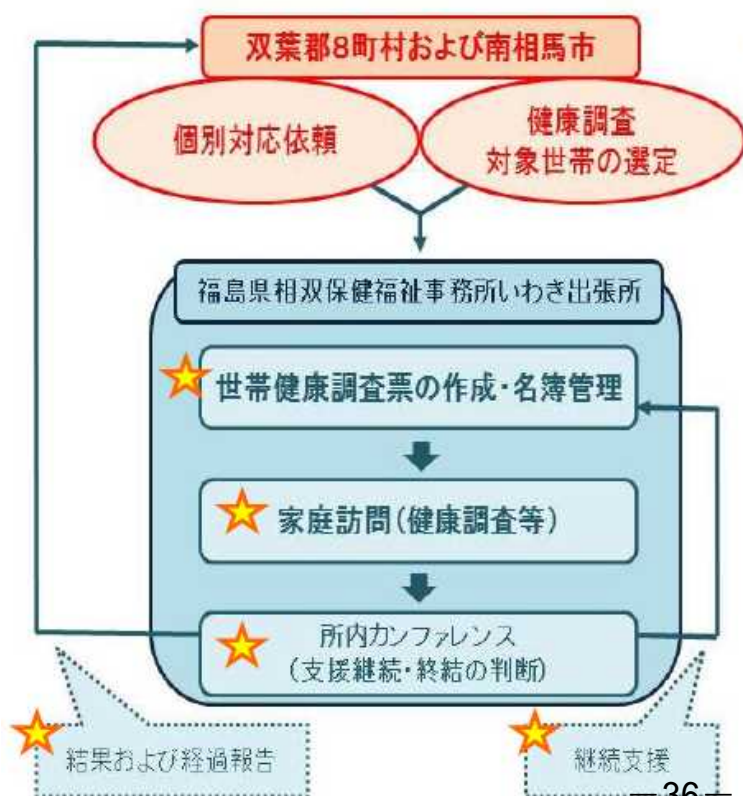 双葉郡8町村および南相馬市
個別対応依頼
健康調査
対象世帯の選定
福島県相双保健福祉事務所いわき出張所
世帯健康調査票の作成・名簿管理
家庭訪問(健康調査等)
所内カンファレンス
(支援継続・終結の判断)
結果および経過報告
継続支援
―36―